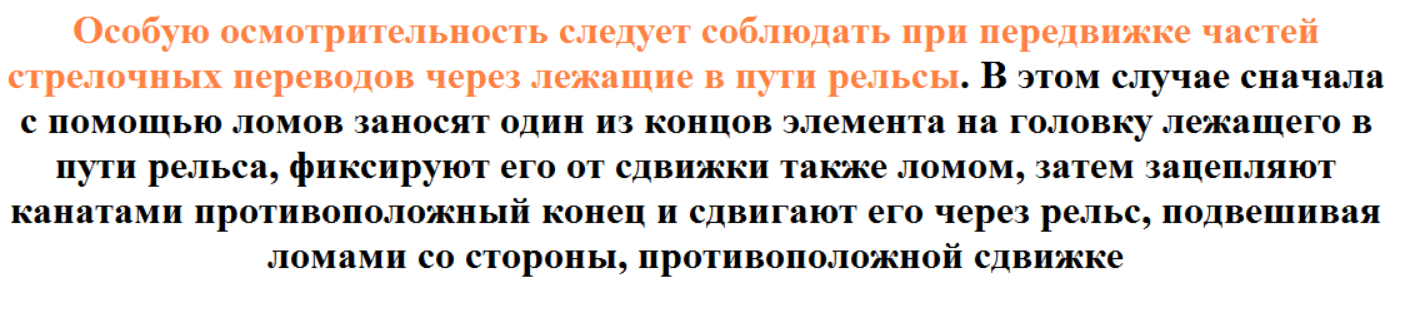 Особую осмотрительность следует соблюдать при передвижке частей
стрелочных переводов через лежащие в пути рельсы. В этом случае сначала
с помощью ломов заносят один из концов элемента на головку лежащего в
пути рельса, фиксируют его от сдвижки также ломом, затем зацепляют
канатами противоположный конец и сдвигают его через рельс, подвешивая
ломами со стороны, противоположной сдвижке